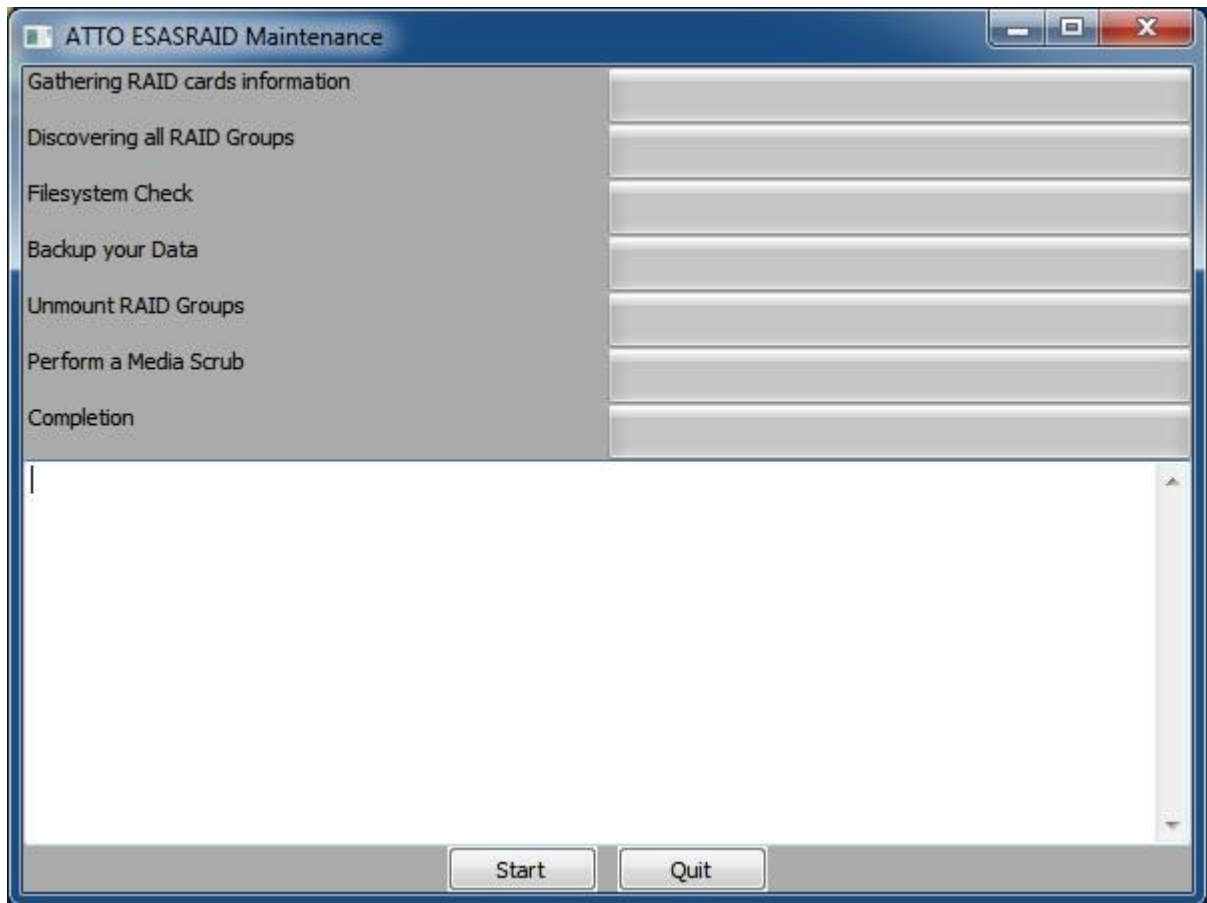 ATTO ESASRAID Maintenance
Gathering RAID cards information
Discovering all RAID Groups
Filesystem Check
Backup your Data
Unmount RAID Groups
Perform a Media Scrub
Completion
Start Quit